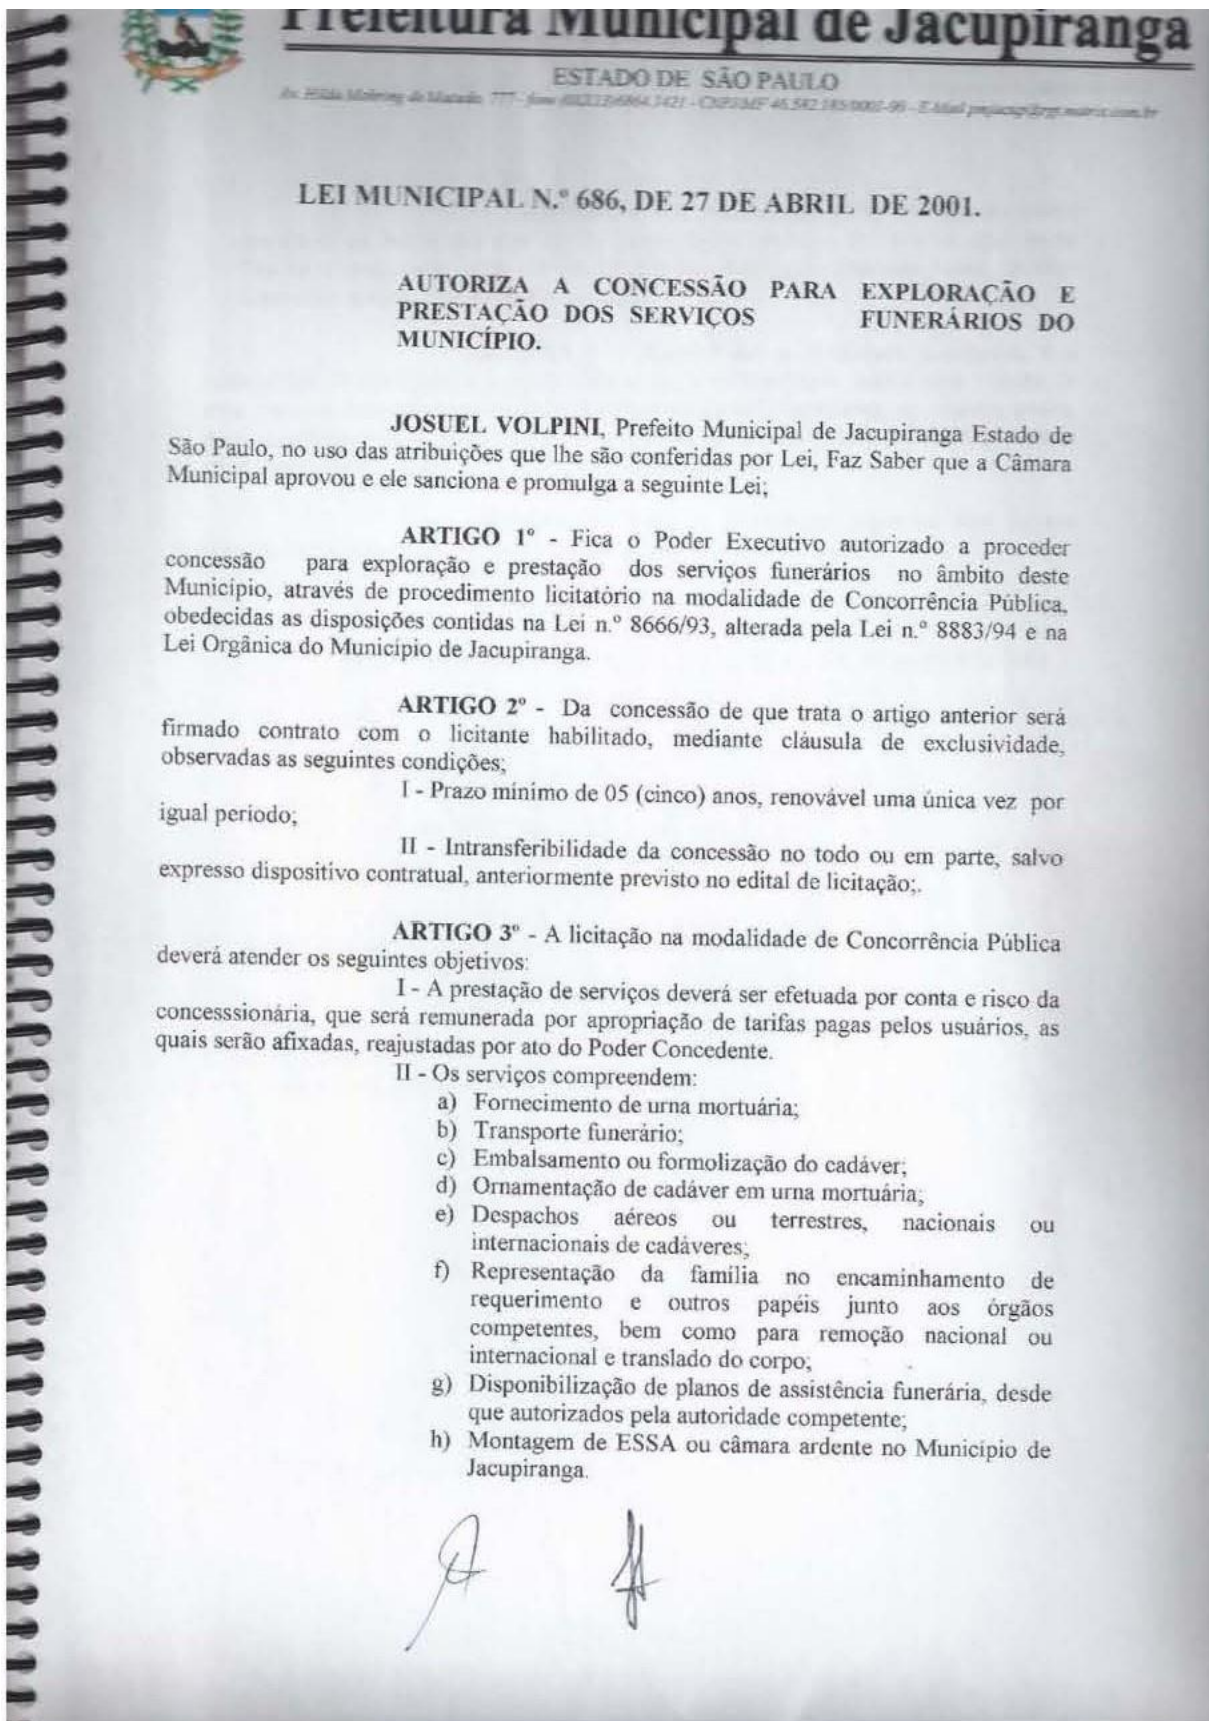 Prefeitura Municipal de Jacupiranga
ESTADO DE SÃO PAULO
777 - fone
LEI MUNICIPAL N.º 686, DE 27 DE ABRIL DE 2001.
AUTORIZA A CONCESSÃO PARA EXPLORAÇÃO E
PRESTAÇÃO DOS SERVIÇOS FUNERÁRIOS DO
MUNICÍPIO.
JOSUEL VOLPINI, Prefeito Municipal de Jacupiranga Estado de
São Paulo, no uso das atribuições que lhe são conferidas por Lei, Faz Saber que a Câmara
Municipal aprovou e ele sanciona e promulga a seguinte Lei;
ARTIGO 1º - Fica o Poder Executivo autorizado a proceder
concessão para exploração e prestação dos serviços funerários no âmbito deste
Município, através de procedimento licitatório na modalidade de Concorrência Pública,
obedecidas as disposições contidas na Lei n.º 8666/93, alterada pela Lei n.º 8883/94 e na
Lei Orgânica do Município de Jacupiranga.
ARTIGO 2º - Da concessão de que trata o artigo anterior será
firmado contrato com o licitante habilitado, mediante cláusula de exclusividade,
observadas as seguintes condições;
I - Prazo mínimo de 05 (cinco) anos, renovável uma única vez por
igual período;
II - Intransferibilidade da concessão no todo ou em parte, salvo
expresso dispositivo contratual, anteriormente previsto no edital de licitação;.
ARTIGO 3º - A licitação na modalidade de Concorrência Pública
deverá atender os seguintes objetivos:
I - A prestação de serviços deverá ser efetuada por conta e risco da
concesssionária, que será remunerada por apropriação de tarifas pagas pelos usuários, as
quais serão afixadas, reajustadas por ato do Poder Concedente.
II - Os serviços compreendem:
a) Fornecimento de urna mortuária;
b) Transporte funerário;
c) Embalsamento ou formolização do cadáver;
d) Ornamentação de cadáver em urna mortuária;
e) Despachos aéreos ou terrestres, nacionais ou
internacionais de cadáveres;
f) Representação da família no encaminhamento de
requerimento e outros papéis junto aos órgãos
competentes, bem como para remoção nacional ou
internacional e translado do corpo;
g) Disponibilização de planos de assistência funerária, desde
que autorizados pela autoridade competente;
h) Montagem de ESSA ou câmara ardente no Município de
Jacupiranga.